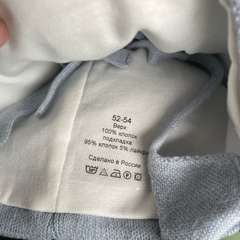 52-54
Верх
100% хлопок
подкладка
95% хлопок 5% лайкра
Сделано в России